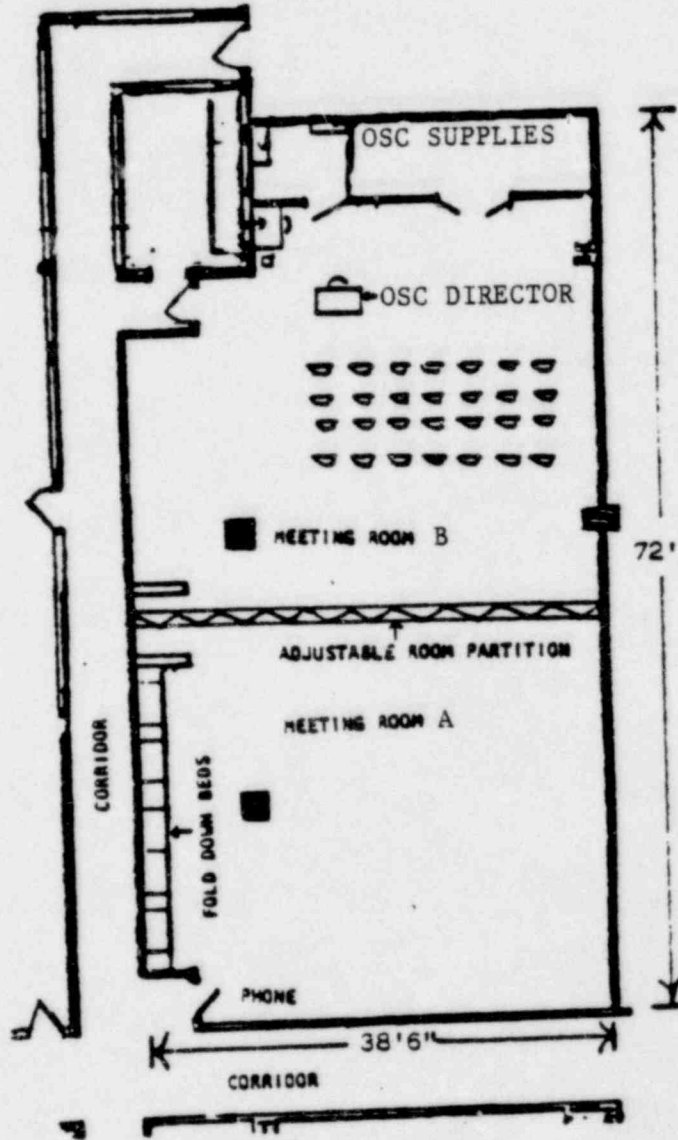 OSC SUPPLIES
OSC DIRECTOR
MEETING ROOM B
72'
ADJUSTABLE ROOM PARTITION
MEETING ROOM A
CORRIDOR
FOLD DOWN BEDS
PHONE
38'6"
CORRIDOR